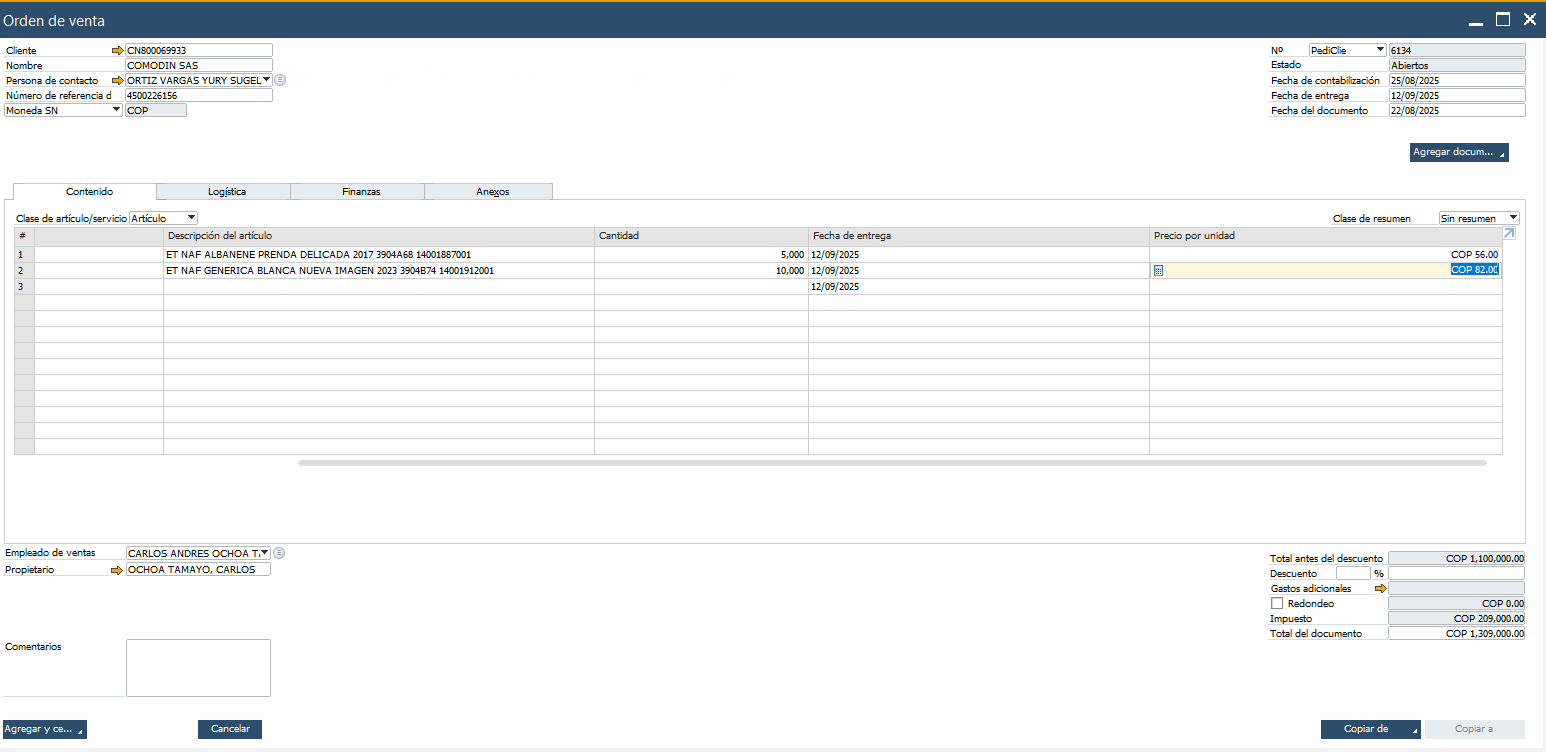 Orden de venta
Cliente CN800069933
Nombre COMODIN SAS
Persona de contacto ORTIZ VARGAS YURY SUGEL
Número de referencia d 4500226156
Moneda SN COP
Nº PediClie 6134
Estado Abiertos
Fecha de contabilización 25/08/2025
Fecha de entrega 12/09/2025
Fecha del documento 22/08/2025
Agregar docum...
Contenido Logística Finanzas Anexos
Clase de artículo/servicio Artículo Clase de resumen Sin resumen
# Descripción del artículo Cantidad Fecha de entrega Precio por unidad
1 ET NAF ALBANENE PRENDA DELICADA 2017 3904A68 14001887001 5,000 12/09/2025 COP 56.00
2 ET NAF GENERICA BLANCA NUEVA IMAGEN 2023 3904B74 14001912001 10,000 12/09/2025 COP 82.00
3 12/09/2025
Empleado de ventas CARLOS ANDRES OCHOA TA
Propietario OCHOA TAMAYO, CARLOS
Total antes del descuento COP 1,100,000.00
Descuento %
Gastos adicionales
Redondeo COP 0.00
Impuesto COP 209,000.00
Total del documento COP 1,309,000.00
Comentarios
Agregar y ce... Cancelar Copiar de Copiar a